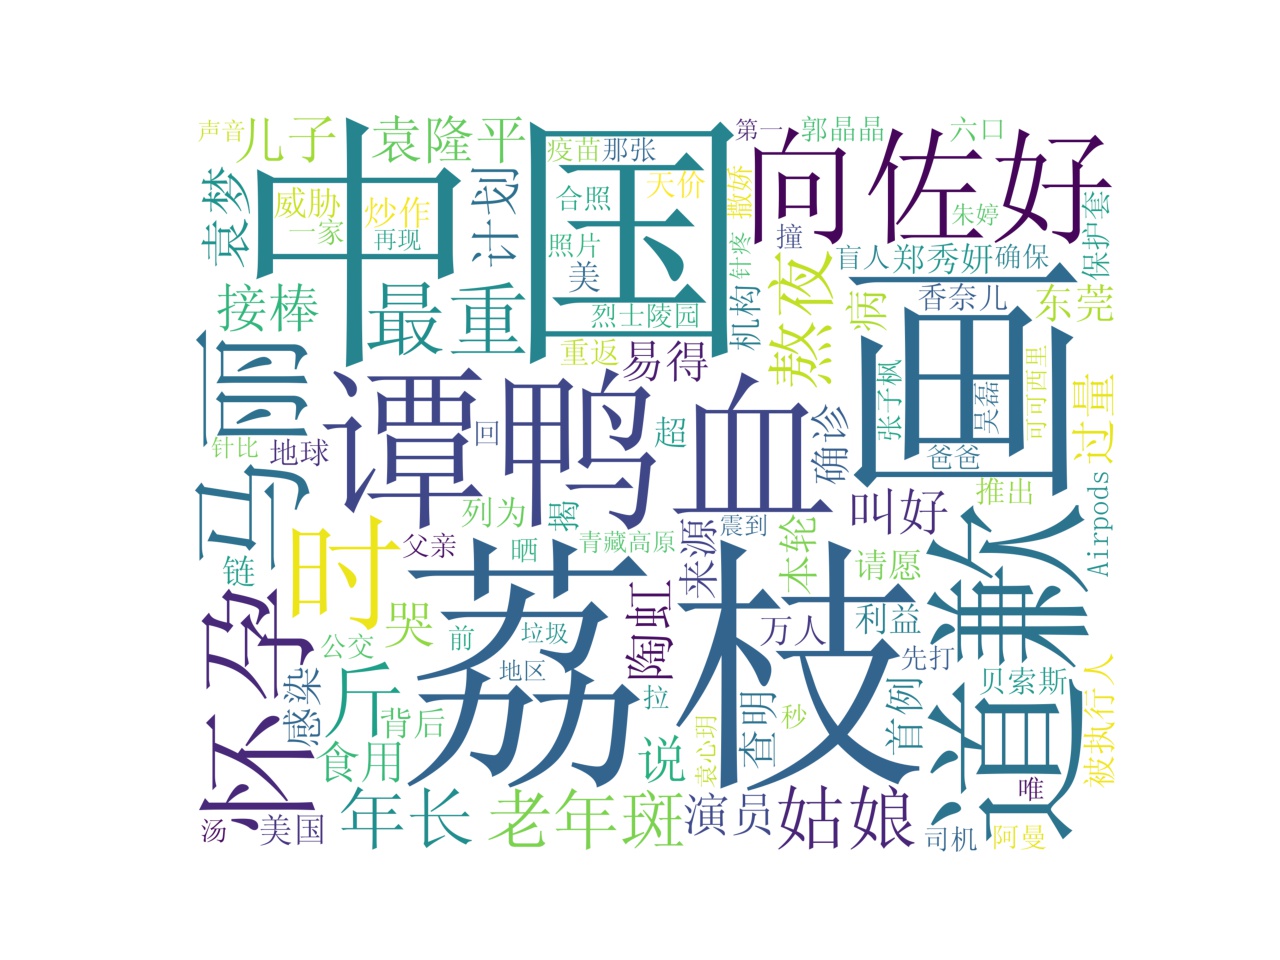 声音
儿子
袁隆平
中国
疫苗
那张
第一
郭晶晶
六口
向佐好
袁梦
威胁
炒作
一家
再现
计划
合照
天价
照片
美
烈士陵园
撒娇
针疼
撞
朱婷
保护套
盲人
郑秀妍
确保
接棒
最重
机构
熬夜
病
香奈儿
东莞
画
马丽
重返
易得
张子枫
吴磊
可可西里
爸爸
过量
谭鸭血
针比
地球
回
超
确诊
叫好
推出
Airpods
链
时
列为
揭
父亲
晒
青藏高原
来源
震到
本轮
请愿
道兼人
怀孕
荔枝
哭
公交
前
垃圾
地区
陶虹
万人
利益
先打
贝索斯
感染
斤
背后
拉
袁心玥
查明
秒
首例
被执行人
食用
说
唯
汤
美国
年长
老年斑
演员
姑娘
司机
阿曼